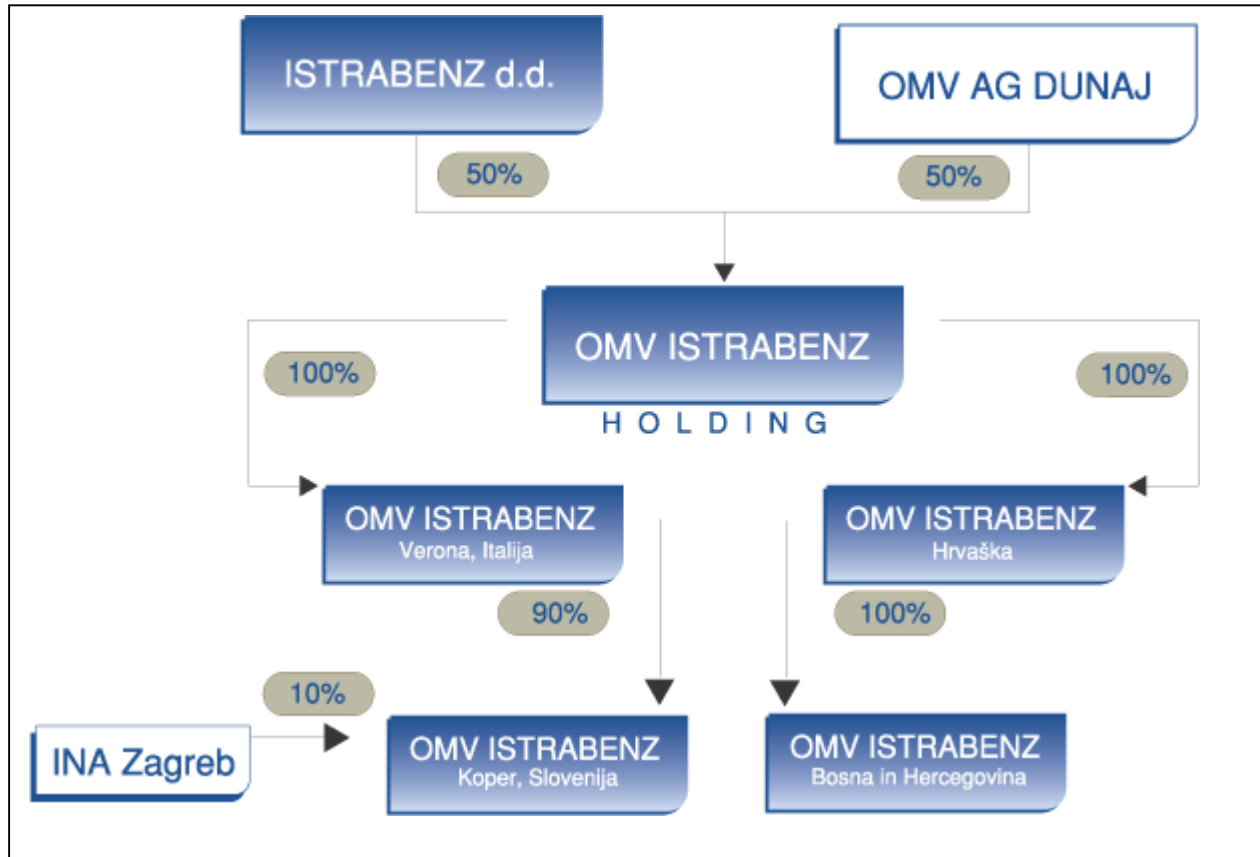 ISTRABENZ d.d.
OMV AG DUNAJ
50%
50%
OMV ISTRABENZ
HOLDING
100%
100%
OMV ISTRABENZ
Verona, Italija
OMV ISTRABENZ
Hrvaška
90%
100%
10%
INA Zagreb
OMV ISTRABENZ
Koper, Slovenija
OMV ISTRABENZ
Bosna in Hercegovina